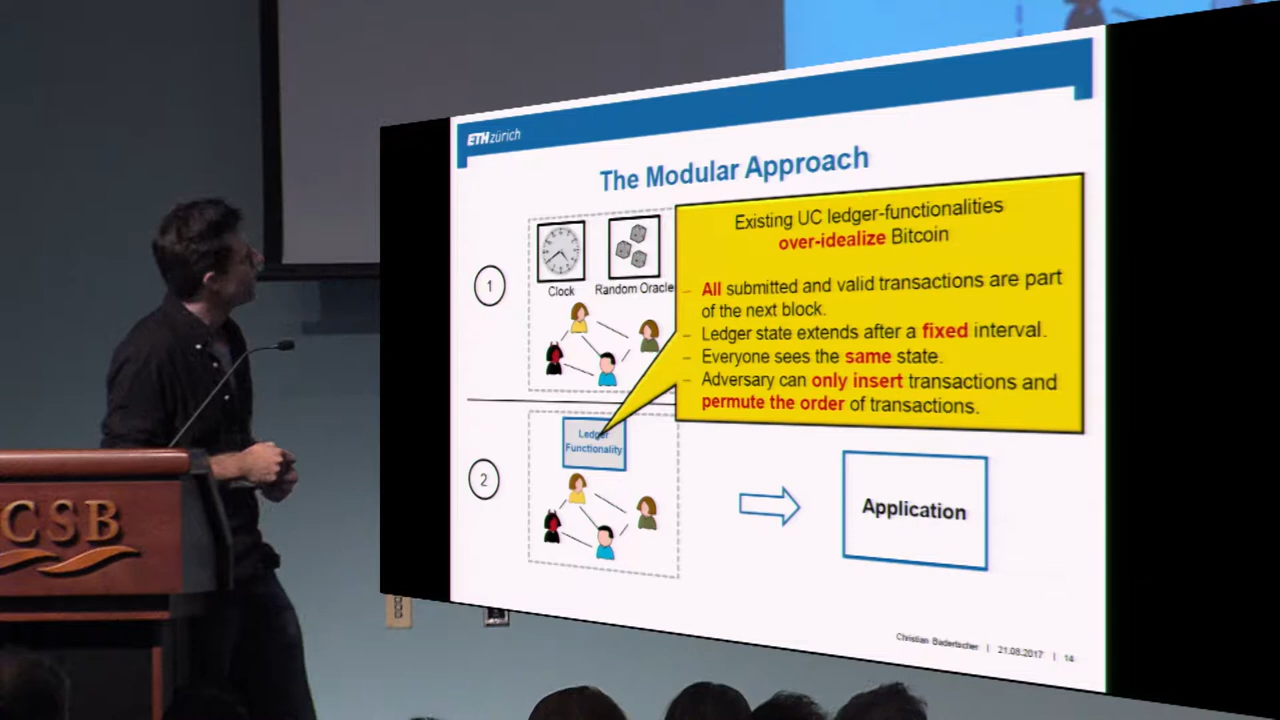 ETH zürich
The Modular Approach
Existing UC ledger-functionalities
over-idealize Bitcoin
– All submitted and valid transactions are part
of the next block.
– Ledger state extends after a fixed interval.
– Everyone sees the same state.
– Adversary can only insert transactions and
permute the order of transactions.
1
Clock
Random Oracle
2
Ledger
Functionality
Application
CSB
Christian Badertscher | 21.08.2017 | 14